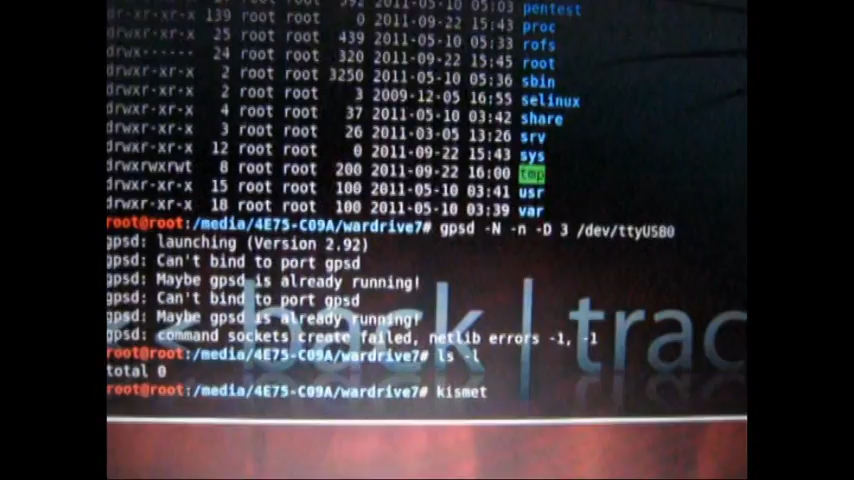 pentest
drwxr-xr-x 139 root root 0 2011-09-22 15:43 proc
drwxr-xr-x 25 root root 439 2011-05-10 05:33 rofs
drwx------ 24 root root 320 2011-09-22 15:45 root
drwxr-xr-x 2 root root 3250 2011-05-10 05:36 sbin
drwxr-xr-x 2 root root 3 2009-12-05 16:55 selinux
drwxr-xr-x 4 root root 37 2011-05-10 03:42 share
drwxr-xr-x 3 root root 26 2011-03-05 13:26 srv
drwxr-xr-x 12 root root 0 2011-09-22 15:43 sys
drwxrwxrwt 8 root root 200 2011-09-22 16:00 tmp
drwxr-xr-x 15 root root 100 2011-05-10 03:41 usr
drwxr-xr-x 18 root root 100 2011-05-10 03:39 var
root@root:/media/4E75-C09A/wardrive7# gpsd -N -n -D 3 /dev/ttyUSB0
gpsd: launching (Version 2.92)
gpsd: Can't bind to port gpsd
gpsd: Maybe gpsd is already running!
gpsd: Can't bind to port gpsd
gpsd: Maybe gpsd is already running!
gpsd: command sockets create failed, netlib errors -1, -1
root@root:/media/4E75-C09A/wardrive7# ls -l
total 0
root@root:/media/4E75-C09A/wardrive7# kismet
back | trac